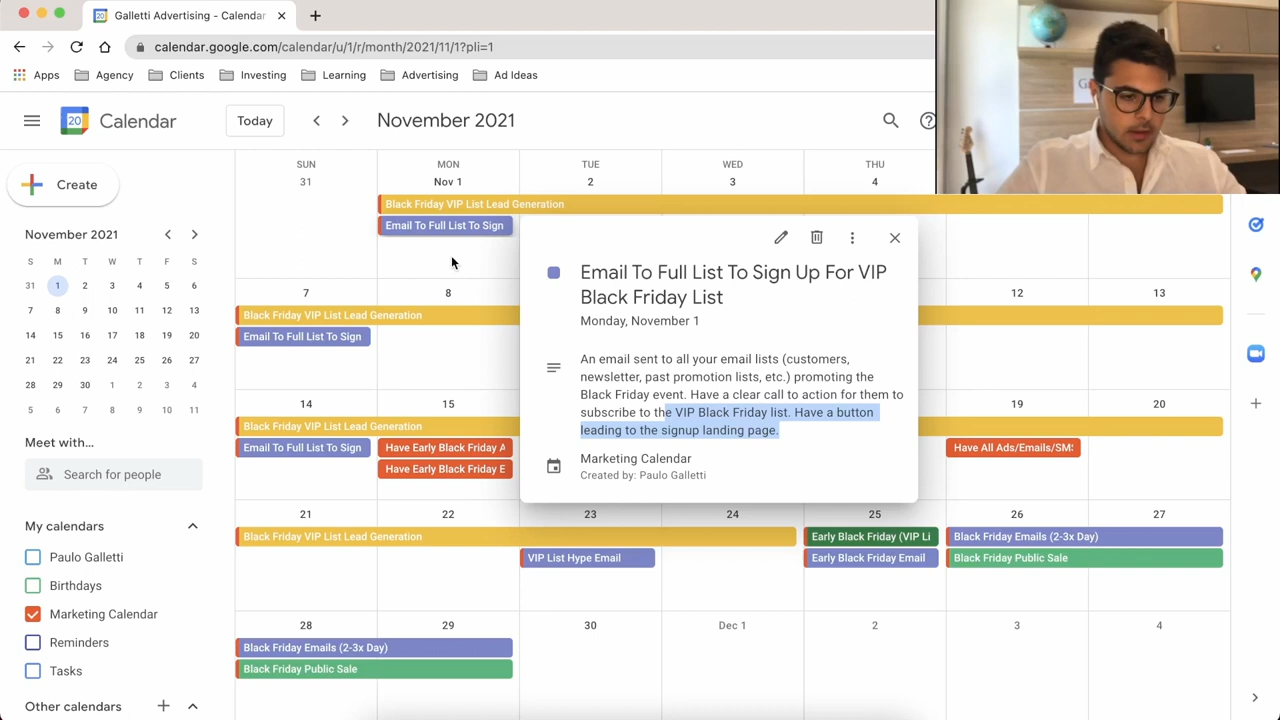 Galletti Advertising - Calendar
calendar.google.com/calendar/u/1/r/month/2021/11/1?pli=1
Apps Agency Clients Investing Learning Advertising Ad Ideas
20 Calendar Today November 2021
Create
November 2021
S M T W T F S
31 1 2 3 4 5 6
7 8 9 10 11 12 13
14 15 16 17 18 19 20
21 22 23 24 25 26 27
28 29 30 1 2 3 4
5 6 7 8 9 10 11
Meet with...
Search for people
My calendars
Paulo Galletti
Birthdays
Marketing Calendar
Reminders
Tasks
Other calendars
SUN MON TUE WED THU
31 Nov 1 2 3 4
Black Friday VIP List Lead Generation
Email To Full List To Sign
7 8 12 13
Black Friday VIP List Lead Generation
Email To Full List To Sign
14 15 19 20
Black Friday VIP List Lead Generation
Email To Full List To Sign Have Early Black Friday A Have All Ads/Emails/SMS
Have Early Black Friday E
21 22 23 24 25 26 27
Black Friday VIP List Lead Generation Early Black Friday (VIP Li Black Friday Emails (2-3x Day)
VIP List Hype Email Early Black Friday Email Black Friday Public Sale
28 29 30 Dec 1 2 3 4
Black Friday Emails (2-3x Day)
Black Friday Public Sale
Email To Full List To Sign Up For VIP
Black Friday List
Monday, November 1
An email sent to all your email lists (customers,
newsletter, past promotion lists, etc.) promoting the
Black Friday event. Have a clear call to action for them to
subscribe to the VIP Black Friday list. Have a button
leading to the signup landing page.
Marketing Calendar
Created by: Paulo Galletti